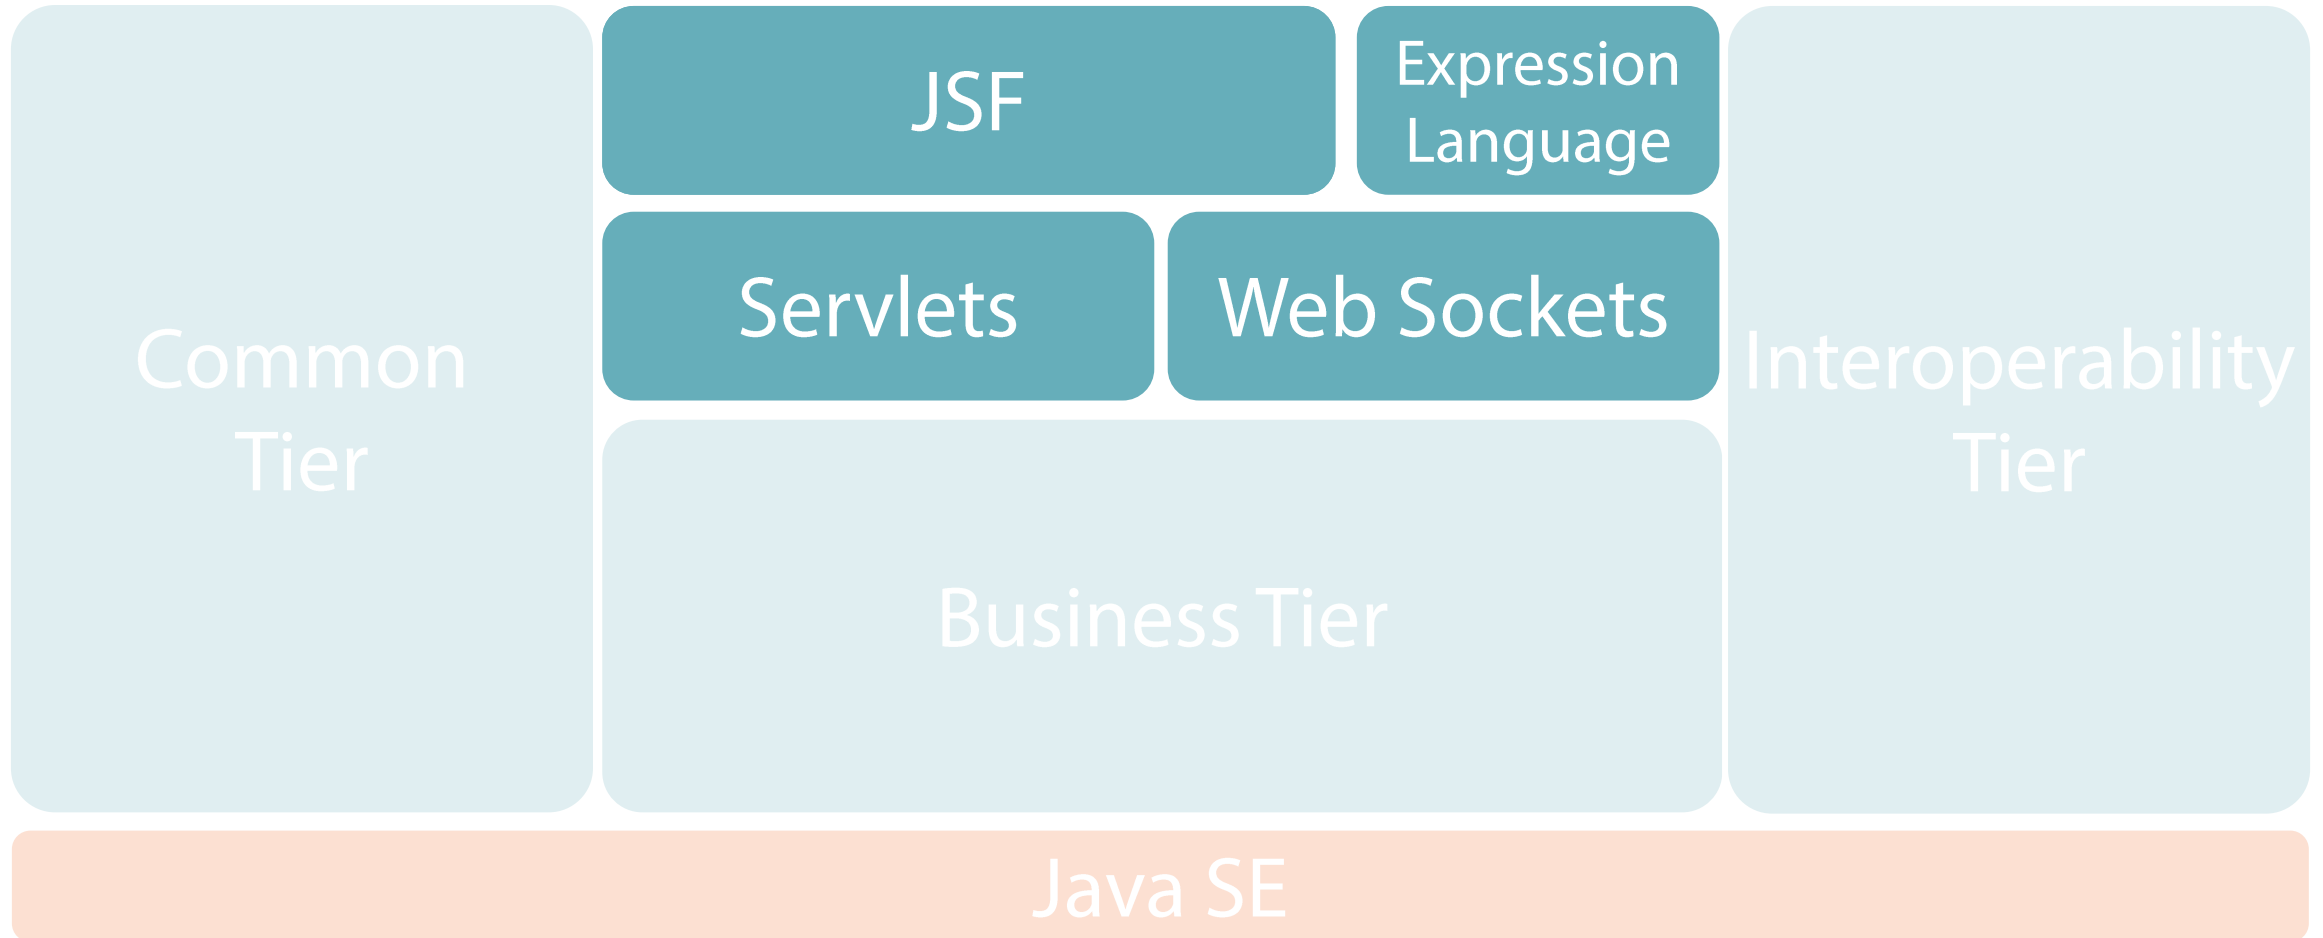 JSF
Expression
Language
Servlets
Web Sockets
Common
Tier
Interoperability
Tier
Business Tier
Java SE